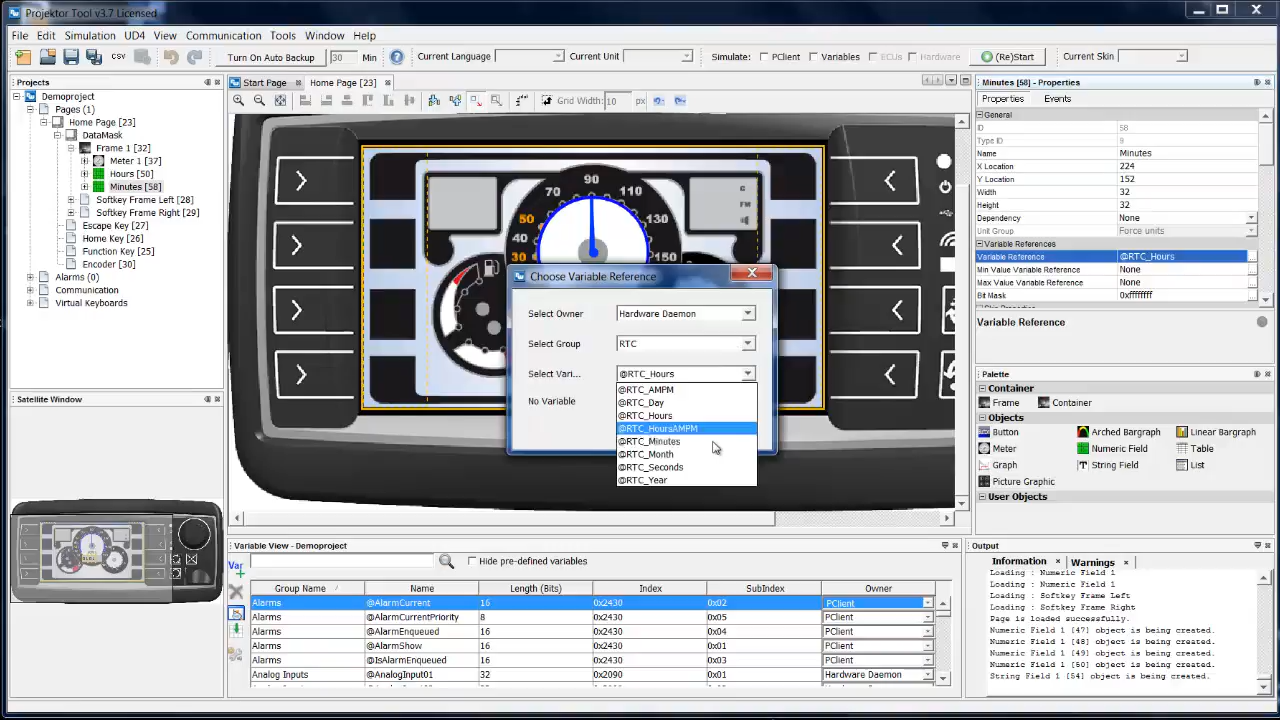 Projektor Tool v3.7 Licensed
File Edit Simulation UD4 View Communication Tools Window Help
CSV Turn On Auto Backup 30 Min Current Language Current Unit Simulate: PClient Variables ECUs Hardware (Re)Start Current Skin
Projects
Demoproject
Pages (1)
Home Page [23]
DataMask
Frame 1 [32]
Meter 1 [37]
Hours [50]
Minutes [58]
Softkey Frame Left [28]
Softkey Frame Right [29]
Escape Key [27]
Home Key [26]
Function Key [25]
Encoder [30]
Alarms (0)
Communication
Virtual Keyboards
Satellite Window
Start Page Home Page [23]
Grid Width: 10 px
90
70 110
50 130
40
30 150
C
FM
Choose Variable Reference
Select Owner Hardware Daemon
Select Group RTC
Select Vari... @RTC_Hours
No Variable
@RTC_AMPM
@RTC_Day
@RTC_Hours
@RTC_HoursAMPM
@RTC_Minutes
@RTC_Month
@RTC_Seconds
@RTC_Year
Minutes [58] - Properties
Properties Events
General
ID 58
Type ID 9
Name Minutes
X Location 224
Y Location 152
Width 32
Height 32
Dependency None
Unit Group Force units
Variable References
Variable Reference @RTC_Hours ...
Min Value Variable Reference None ...
Max Value Variable Reference None ...
Bit Mask 0xffffffff ...
Variable Reference
Palette
Container
Frame Container
Objects
Button Arched Bargraph Linear Bargraph
Meter Numeric Field Table
Graph String Field List
Picture Graphic
User Objects
Variable View - Demoproject
Var Hide pre-defined variables
Group Name Name Length (Bits) Index SubIndex Owner
Alarms @AlarmCurrent 16 0x2430 0x02 PClient
Alarms @AlarmCurrentPriority 8 0x2430 0x05 PClient
Alarms @AlarmEnqueued 16 0x2430 0x04 PClient
Alarms @AlarmShow 16 0x2430 0x01 PClient
Alarms @IsAlarmEnqueued 16 0x2430 0x03 PClient
Analog Inputs @AnalogInput01 32 0x2090 0x01 Hardware Daemon
Output
Information Warnings
Loading : Numeric Field 1
Loading : Numeric Field 1
Loading : Softkey Frame Left
Loading : Softkey Frame Right
Page is loaded successfully.
Numeric Field 1 [47] object is being created.
Numeric Field 1 [48] object is being created.
Numeric Field 1 [49] object is being created.
Numeric Field 1 [50] object is being created.
String Field 1 [54] object is being created.